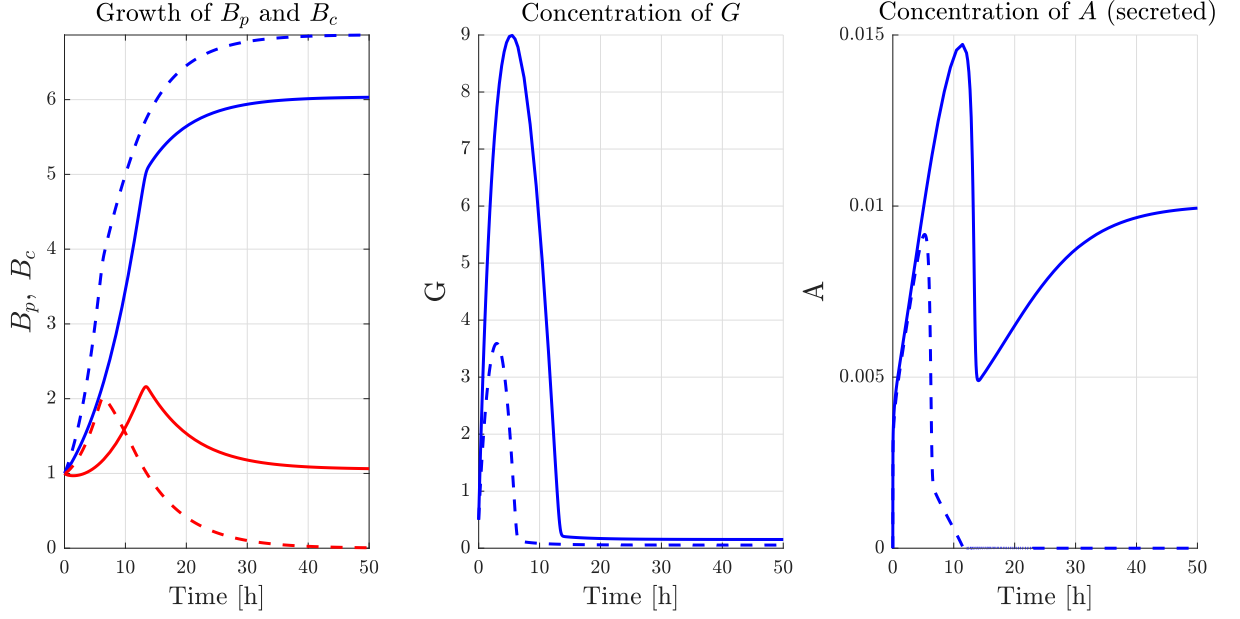 Growth of B_p and B_c
B_p, B_c
6
5
4
3
2
1
0
0 10 20 30 40 50
Time [h]
Concentration of G
G
9
8
7
6
5
4
3
2
1
0
0 10 20 30 40 50
Time [h]
Concentration of A (secreted)
A
0.015
0.01
0.005
0
0 10 20 30 40 50
Time [h]